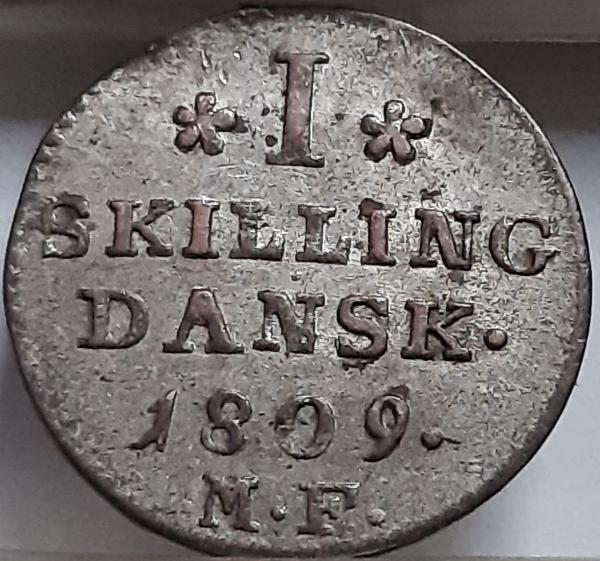 I
SKILLING
DANSK.
1809.
M.F.